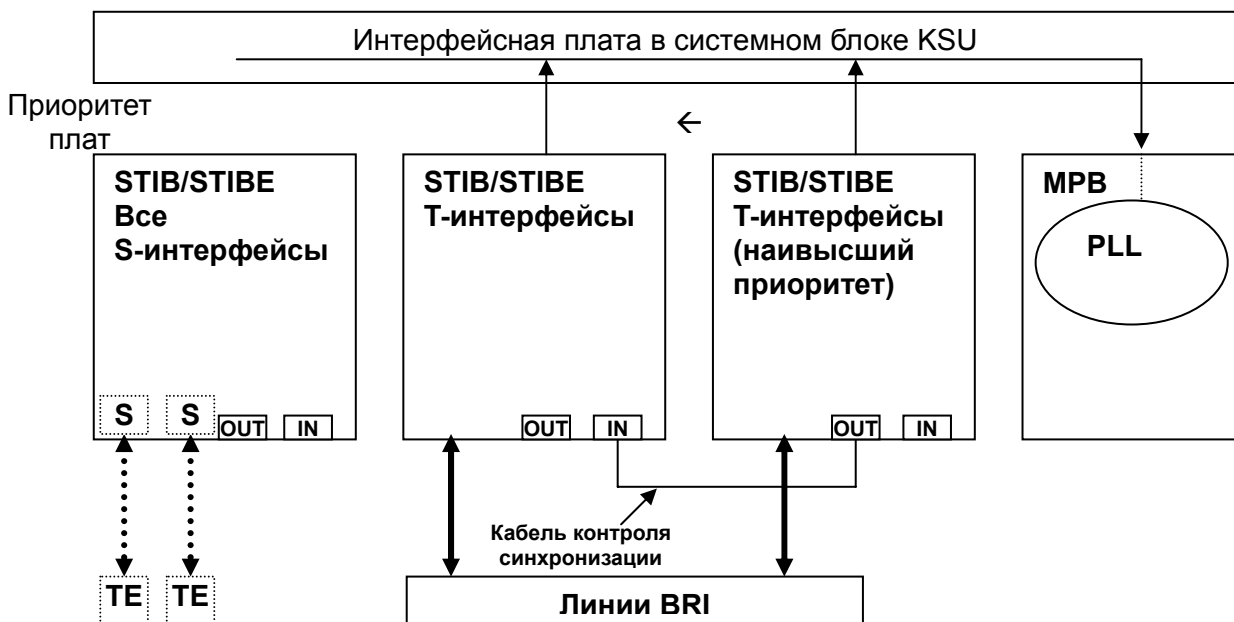 Интерфейсная плата в системном блоке KSU
Приоритет
плат
←
STIB/STIBE
Все
S-интерфейсы
STIB/STIBE
Т-интерфейсы
STIB/STIBE
Т-интерфейсы
(наивысший
приоритет)
MPB
PLL
S
S
OUT
IN
OUT
IN
OUT
IN
Кабель контроля
синхронизации
TE
TE
Линии BRI